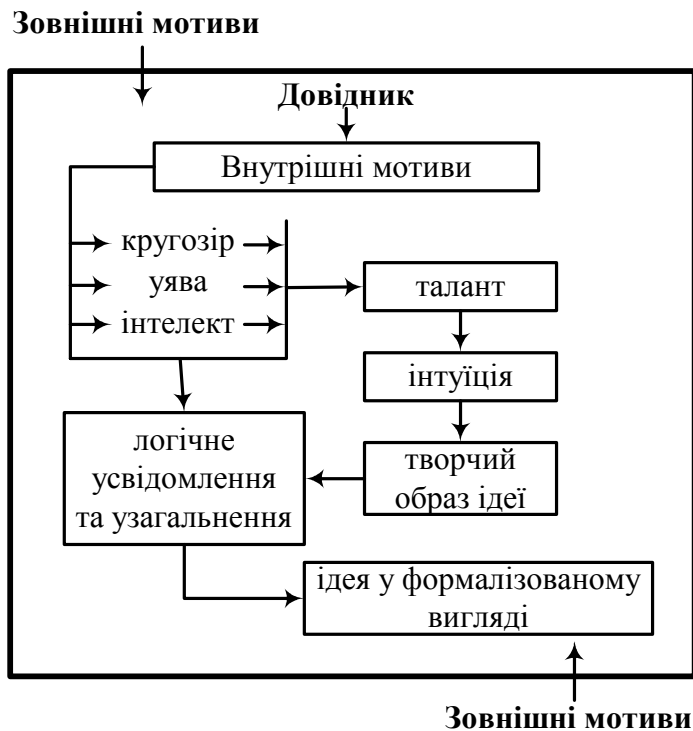 Зовнішні мотиви
Довідник
Внутрішні мотиви
кругозір
уява
інтелект
талант
інтуїція
творчий
образ ідеї
логічне
усвідомлення
та узагальнення
ідея у формалізованому
вигляді
Зовнішні мотиви